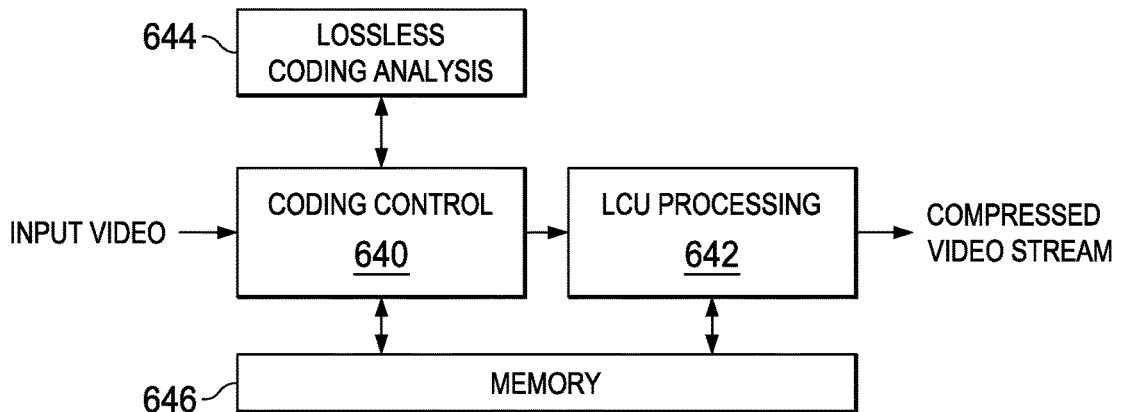 644
LOSSLESS
CODING ANALYSIS
INPUT VIDEO
CODING CONTROL
640
LCU PROCESSING
642
COMPRESSED
VIDEO STREAM
646
MEMORY